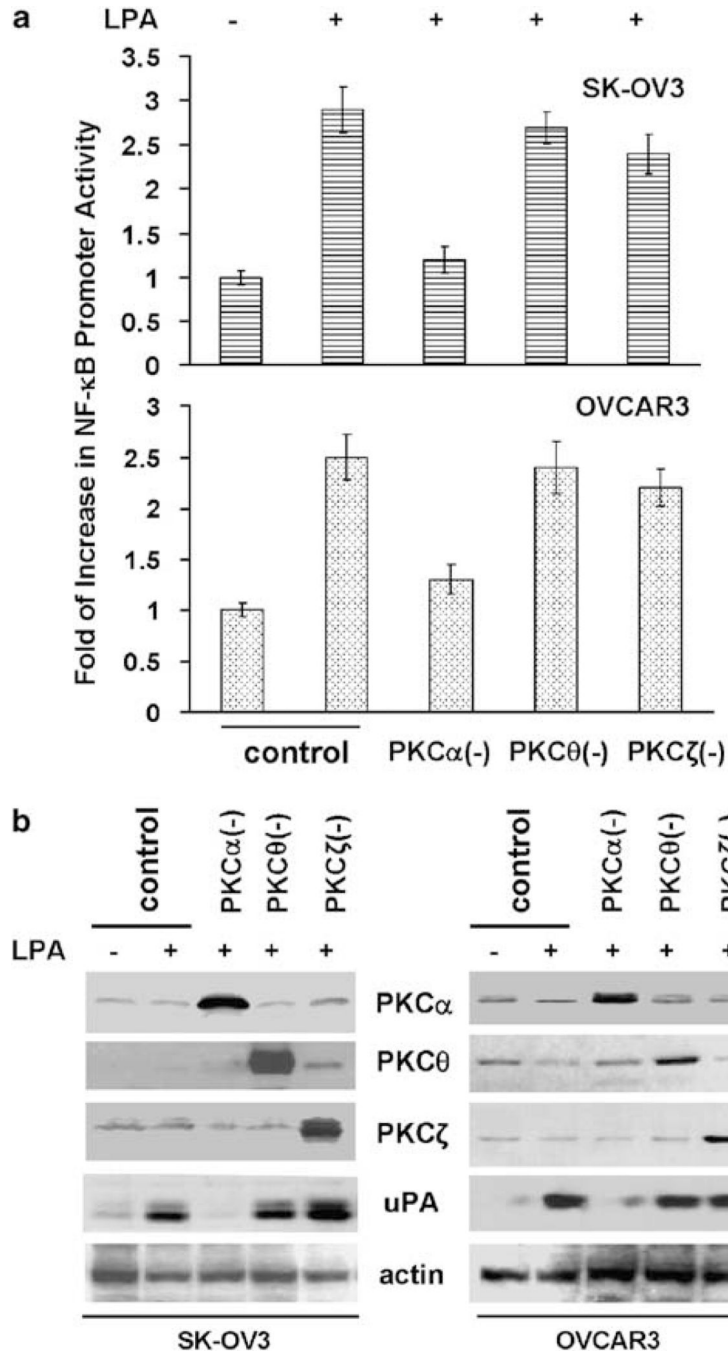 a
LPA - + + + +
Fold of Increase in NF-κB Promoter Activity
SK-OV3
3.5
3
2.5
2
1.5
1
0.5
0
OVCAR3
3
2.5
2
1.5
1
0.5
0
control PKCα(-) PKCθ(-) PKCζ(-)
b
control PKCα(-) PKCθ(-) PKCζ(-)
control PKCα(-) PKCθ(-) PKCζ(-)
LPA - + + + + - + + + +
PKCα
PKCθ
PKCζ
uPA
actin
SK-OV3 OVCAR3